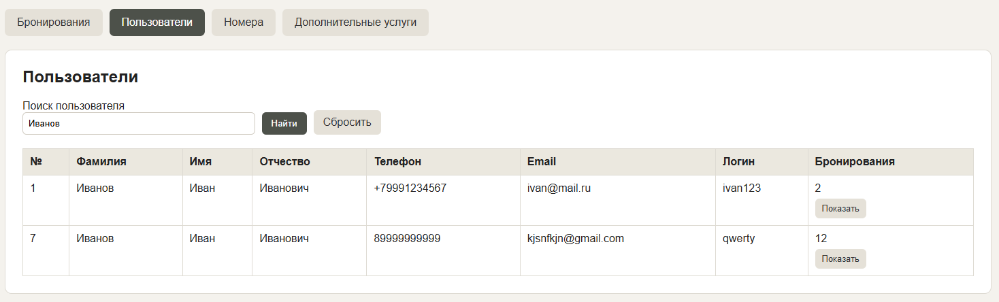 Бронирования Пользователи Номера Дополнительные услуги
Пользователи
Поиск пользователя
Иванов Найти Сбросить
№ Фамилия Имя Отчество Телефон Email Логин Бронирования
1 Иванов Иван Иванович +79991234567 ivan@mail.ru ivan123 2
Показать
7 Иванов Иван Иванович 89999999999 kjsnfkjn@gmail.com qwerty 12
Показать